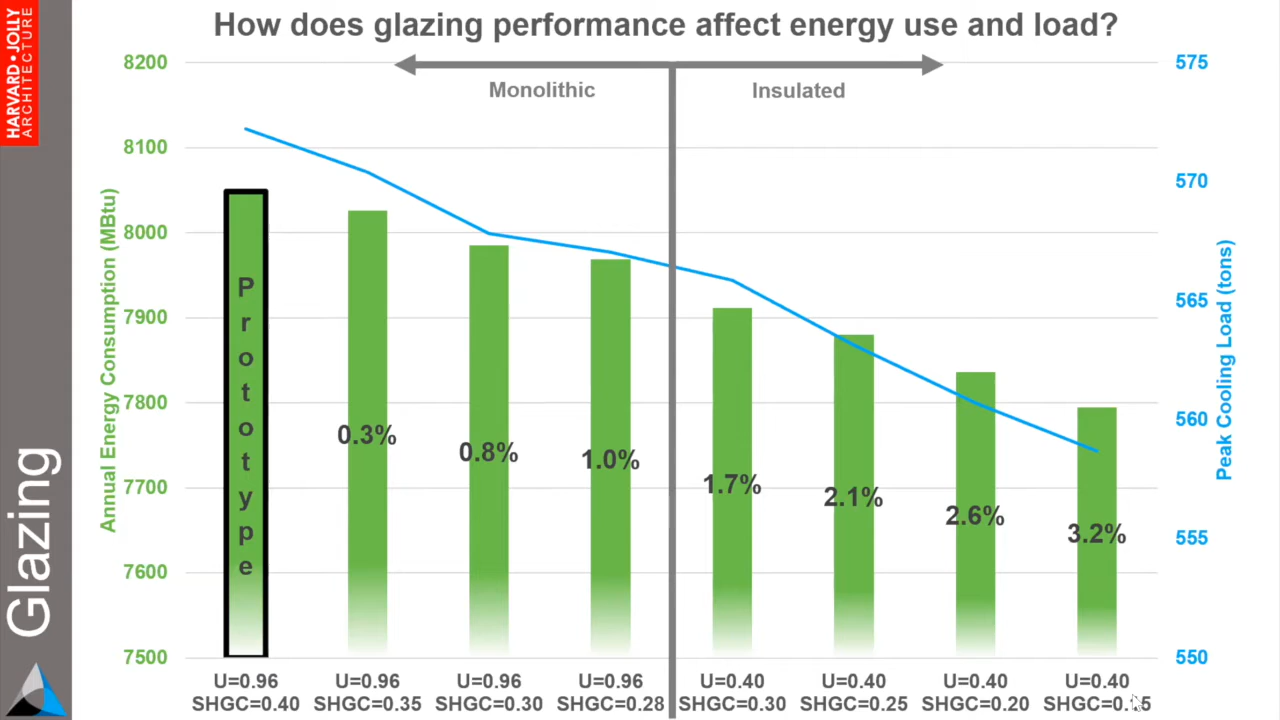 How does glazing performance affect energy use and load?
HARVARD • JOLLY
ARCHITECTURE
Glazing
Monolithic
Insulated
Annual Energy Consumption (MBtu)
8200
8100
8000
7900
7800
7700
7600
7500
Peak Cooling Load (tons)
575
570
565
560
555
550
Prototype
0.3%
0.8%
1.0%
1.7%
2.1%
2.6%
3.2%
U=0.96
SHGC=0.40
U=0.96
SHGC=0.35
U=0.96
SHGC=0.30
U=0.96
SHGC=0.28
U=0.40
SHGC=0.30
U=0.40
SHGC=0.25
U=0.40
SHGC=0.20
U=0.40
SHGC=0.15